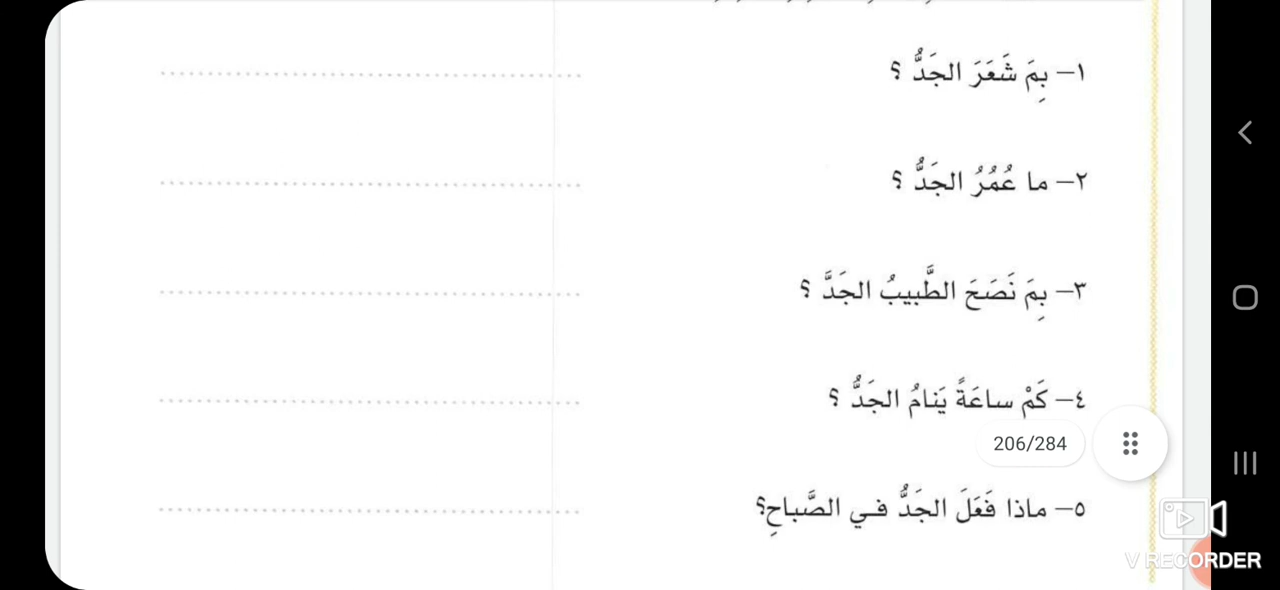 ١– بِمَ شَعَرَ الجَدُّ ؟
٢– ما عُمُرُ الجَدُّ ؟
٣– بِمَ نَصَحَ الطَّبيبُ الجَدَّ ؟
٤– كَمْ ساعَةً يَنامُ الجَدُّ ؟
206/284
٥– ماذا فَعَلَ الجَدُّ في الصَّباحِ؟
V RECORDER